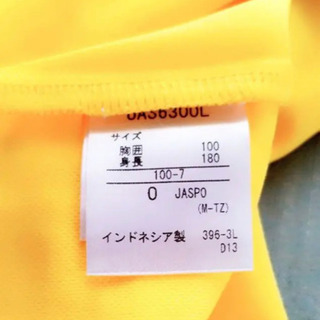 サイズ
胸囲 100
身長 180
100-7
O JASPO
(M-TZ)
インドネシア製 396-3L
D13